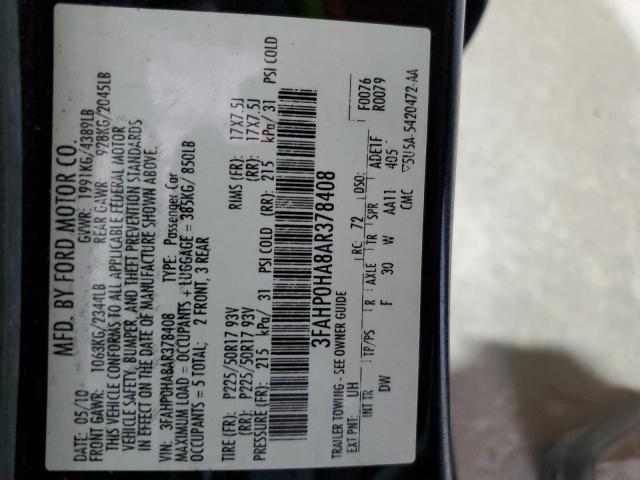 MFD. BY FORD MOTOR CO.
DATE: 05/10 GVWR: 1991KG/4389LB
FRONT GAWR: 1063KG/2344LB REAR GAWR: 928KG/2045LB
THIS VEHICLE CONFORMS TO ALL APPLICABLE FEDERAL MOTOR
VEHICLE SAFETY, BUMPER, AND THEFT PREVENTION STANDARDS
IN EFFECT ON THE DATE OF MANUFACTURE SHOWN ABOVE.
VIN: 3FAHP0HA8AR378408 TYPE: Passenger Car
MAXIMUM LOAD = OCCUPANTS + LUGGAGE = 385KG/ 850LB
OCCUPANTS = 5 TOTAL; 2 FRONT, 3 REAR
TIRE (FR): P225/50R17 93V RIMS (FR): 17X7.5J
(RR): P225/50R17 93V (RR): 17X7.5J
PRESSURE (FR): 215 kPa/ 31 PSI COLD (RR): 215 kPa/ 31 PSI COLD
3FAHP0HA8AR378408
F0076
R0079
TRAILER TOWING - SEE OWNER GUIDE
EXT PNT: UH RC: 72 DSO:
INT TR TP/PS R AXLE TR SPR ADETF
DW F 30 W AA11 4D5
CMC 5USA-5420472-AA